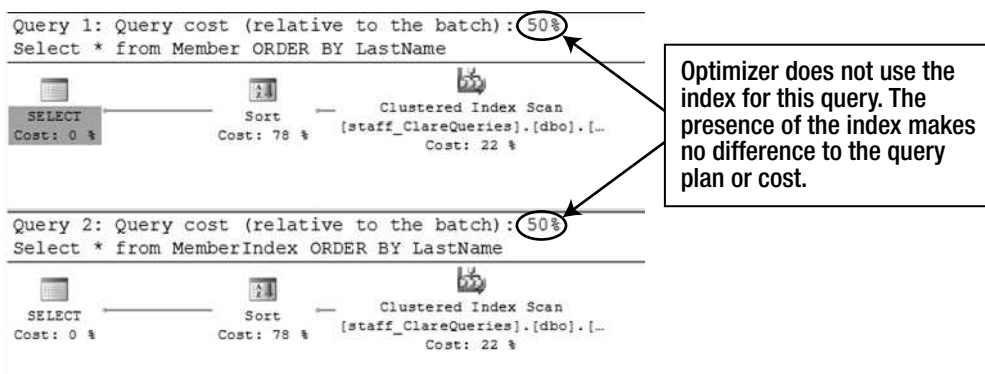 Query 1: Query cost (relative to the batch): 50%
Select * from Member ORDER BY LastName
SELECT
Cost: 0 %
Sort
Cost: 78 %
Clustered Index Scan
[staff_ClareQueries].[dbo].[…
Cost: 22 %
Optimizer does not use the
index for this query. The
presence of the index makes
no difference to the query
plan or cost.
Query 2: Query cost (relative to the batch): 50%
Select * from MemberIndex ORDER BY LastName
SELECT
Cost: 0 %
Sort
Cost: 78 %
Clustered Index Scan
[staff_ClareQueries].[dbo].[…
Cost: 22 %